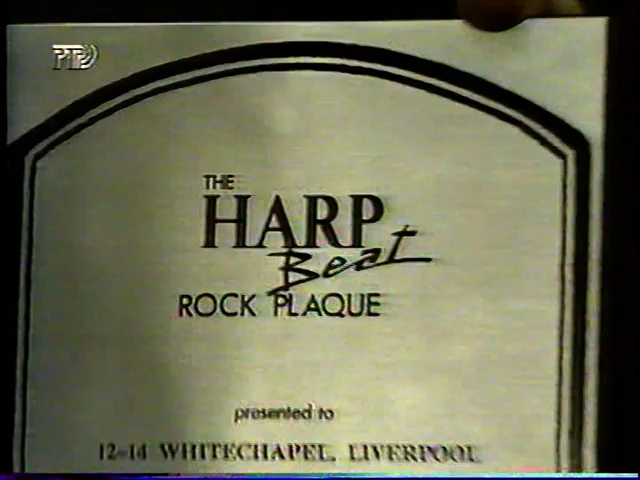 РТР
THE
HARP
Beat
ROCK PLAQUE
presented to
12-14 WHITECHAPEL, LIVERPOOL